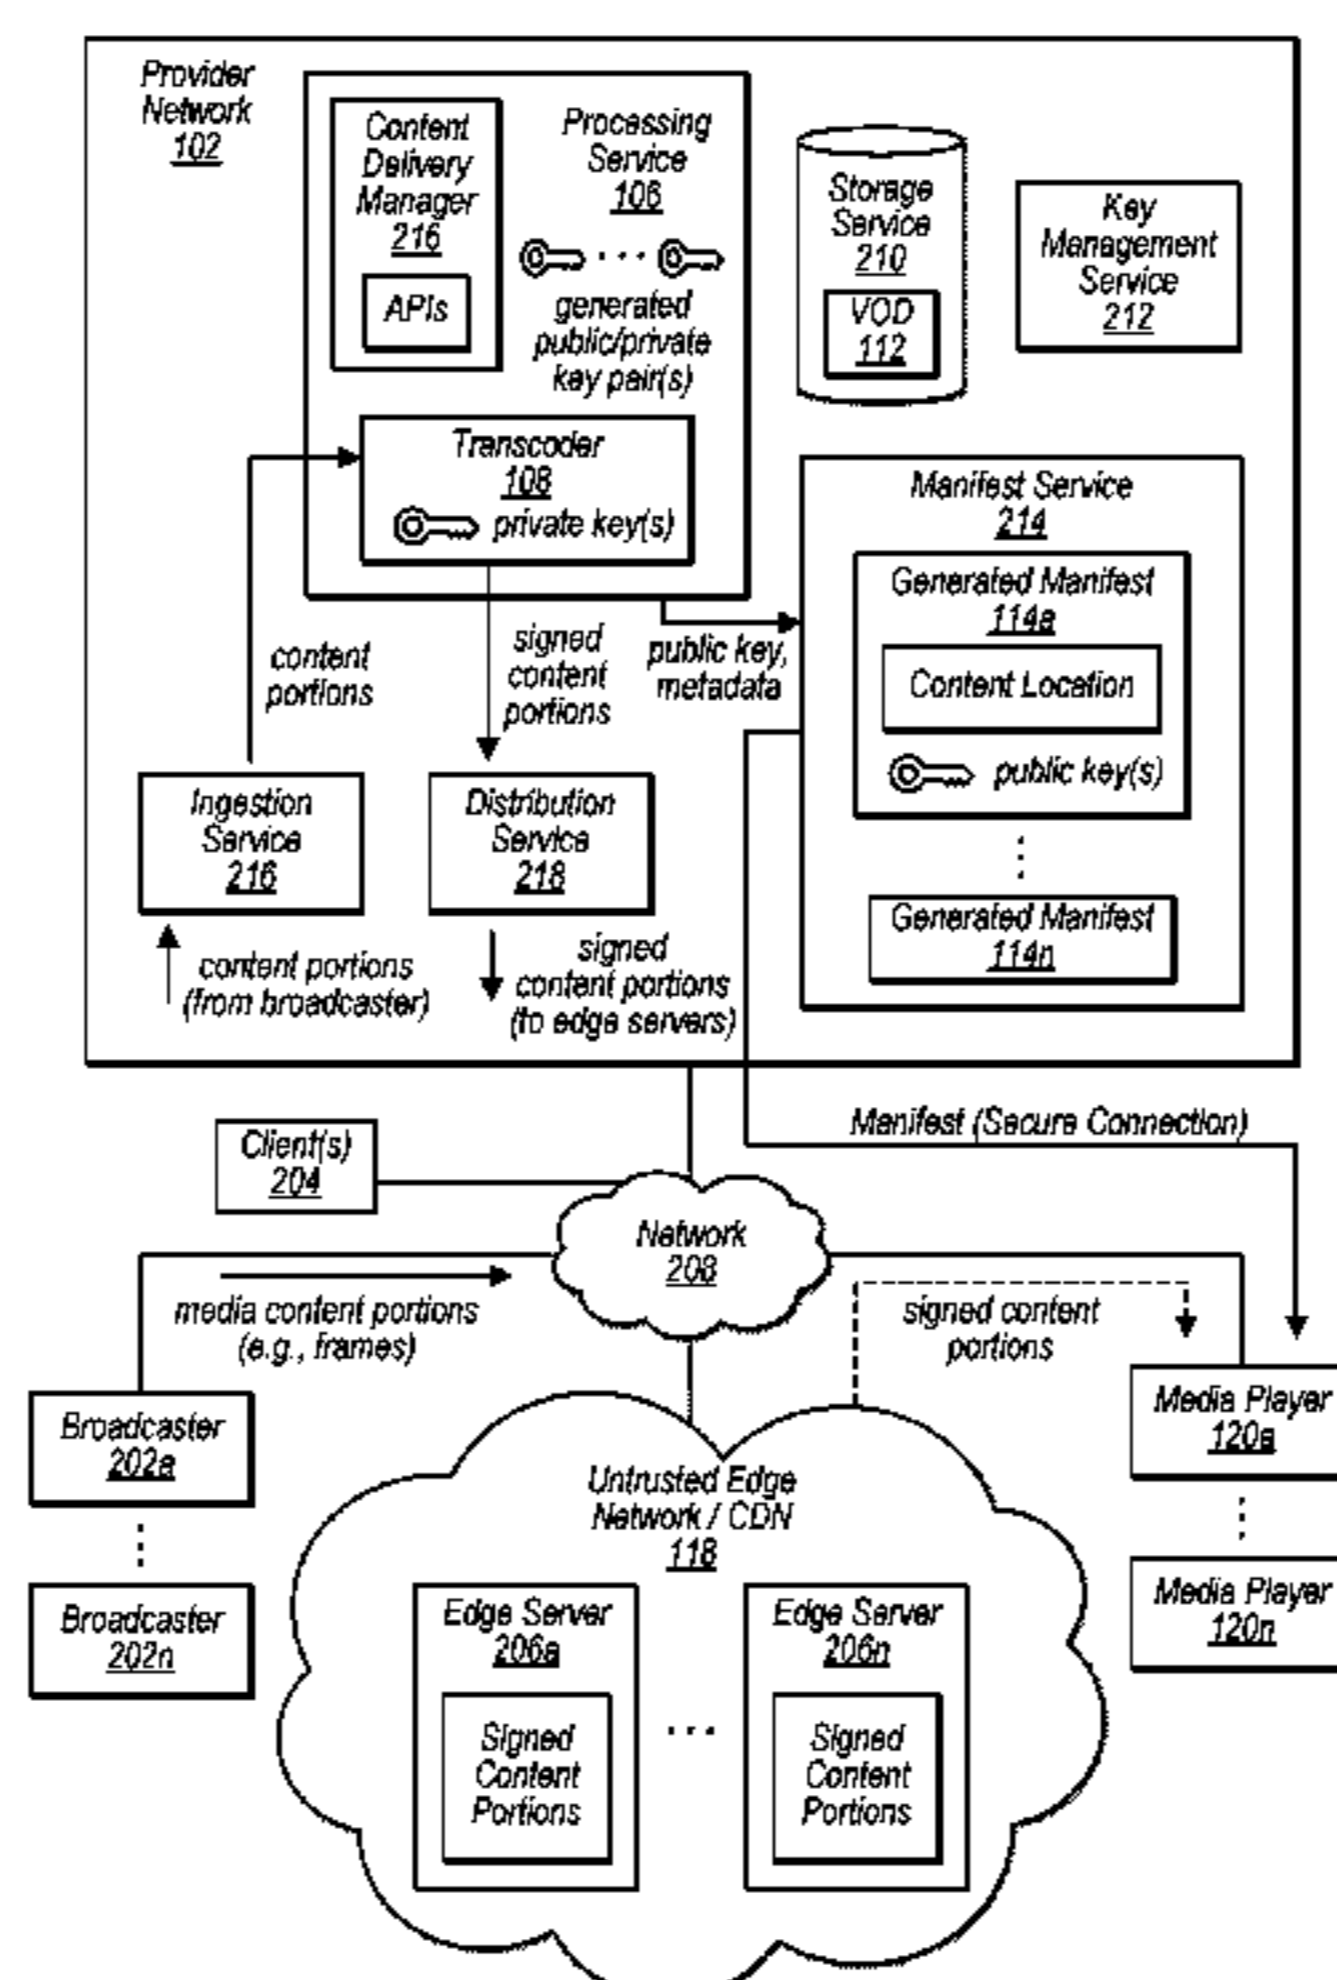 Provider
Network
102
Content
Delivery
Manager
216
APIs
Processing
Service
106
generated
public/private
key pair(s)
Storage
Service
210
VOD
112
Key
Management
Service
212
Transcoder
108
private key(s)
Manifest Service
214
Generated Manifest
114a
Content Location
public key(s)
Generated Manifest
114n
content
portions
signed
content
portions
public key,
metadata
Ingestion
Service
216
Distribution
Service
218
content portions
(from broadcaster)
signed
content portions
(to edge servers)
Manifest (Secure Connection)
Client(s)
204
Network
208
media content portions
(e.g., frames)
signed content
portions
Broadcaster
202a
Broadcaster
202n
Media Player
120a
Media Player
120n
Untrusted Edge
Network / CDN
118
Edge Server
206a
Signed
Content
Portions
Edge Server
206n
Signed
Content
Portions